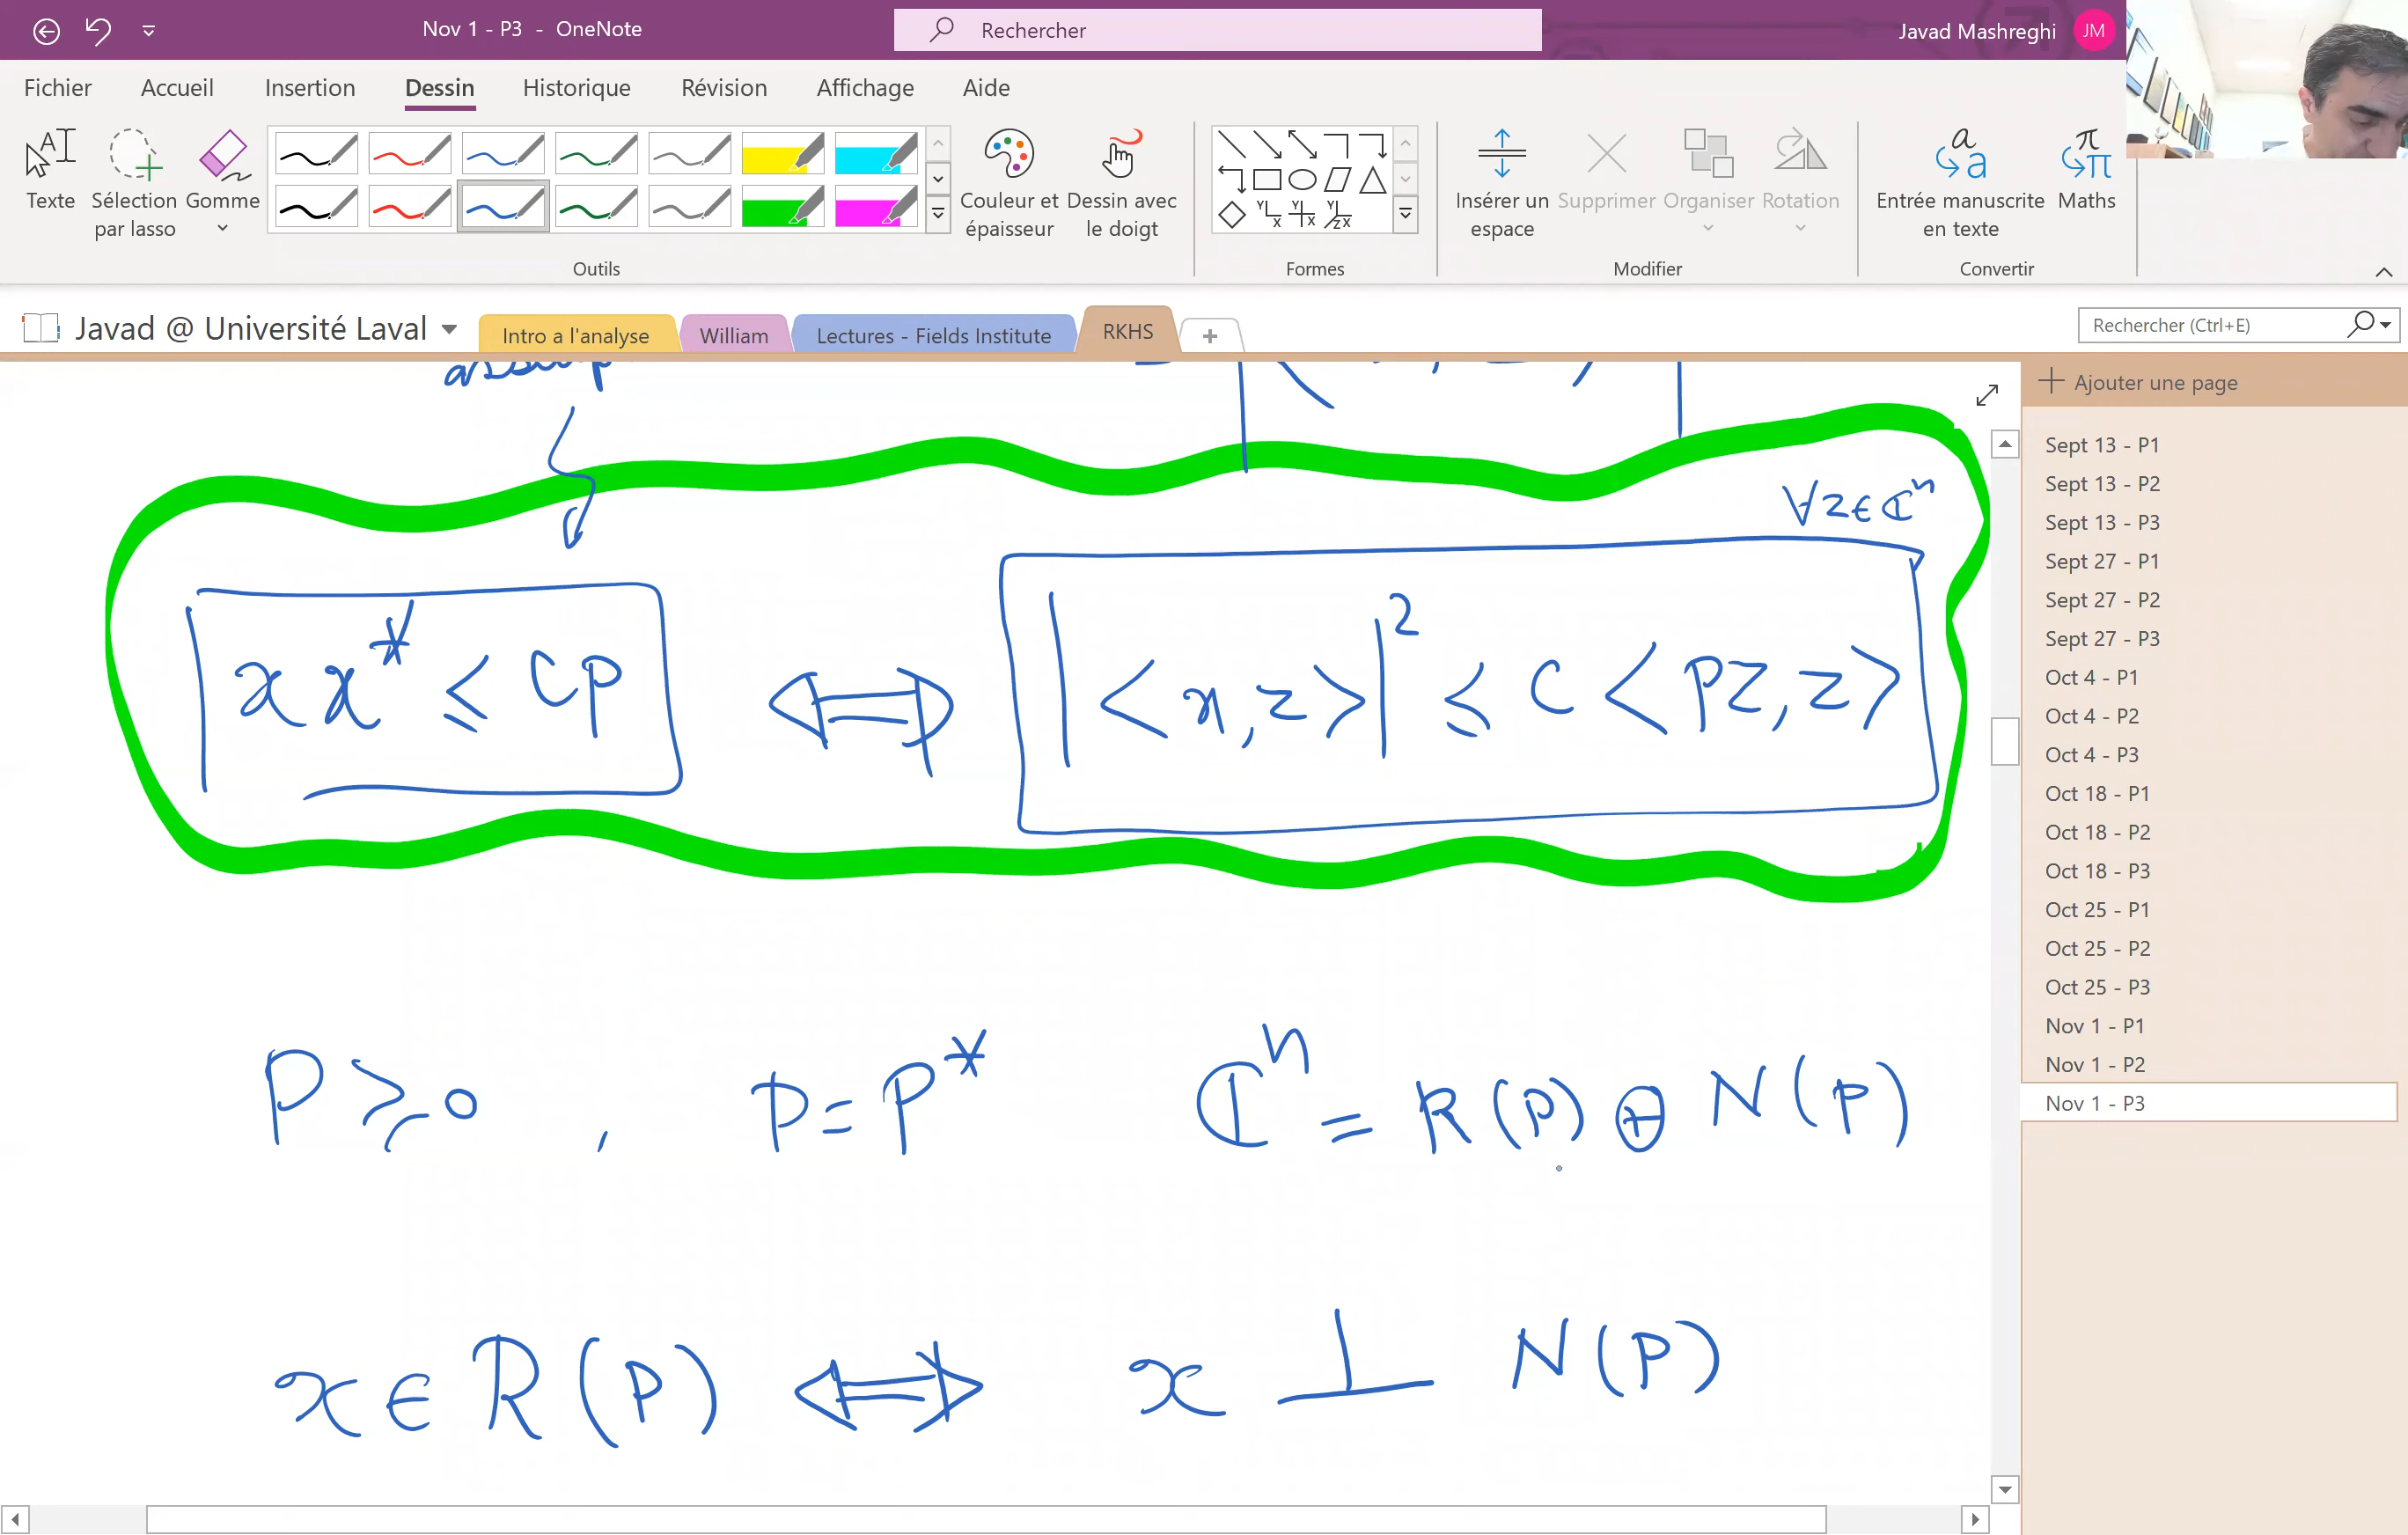 Nov 1 - P3 - OneNote
Rechercher
Javad Mashreghi
JM
Fichier Accueil Insertion Dessin Historique Révision Affichage Aide
Texte
Sélection par lasso
Gomme
Couleur et épaisseur
Dessin avec le doigt
Insérer un espace
Supprimer
Organiser
Rotation
Entrée manuscrite en texte
Maths
Outils
Formes
Modifier
Convertir
Javad @ Université Laval
Intro a l'analyse
William
Lectures - Fields Institute
RKHS
Rechercher (Ctrl+E)
∀z∈ℂⁿ
xx* ≤ CP ⟺ |<x,z>|² ≤ C<Pz,z>
P ≥ 0 , P = P* ℂⁿ = R(P) ⊕ N(P)
x ∈ R(P) ⟺ x ⊥ N(P)
Ajouter une page
Sept 13 - P1
Sept 13 - P2
Sept 13 - P3
Sept 27 - P1
Sept 27 - P2
Sept 27 - P3
Oct 4 - P1
Oct 4 - P2
Oct 4 - P3
Oct 18 - P1
Oct 18 - P2
Oct 18 - P3
Oct 25 - P1
Oct 25 - P2
Oct 25 - P3
Nov 1 - P1
Nov 1 - P2
Nov 1 - P3